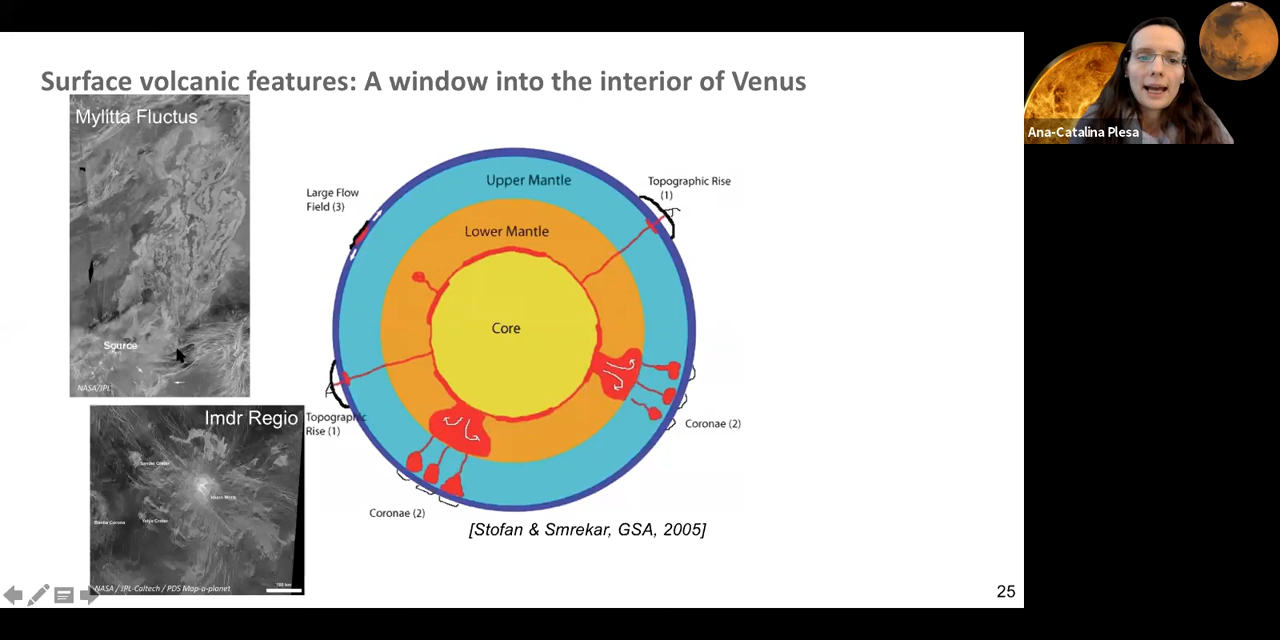 Surface volcanic features: A window into the interior of Venus
Mylitta Fluctus
Source
NASA/JPL
Imdr Regio
NASA / JPL-Caltech / PDS Map-a-planet
Large Flow
Field (3)
Upper Mantle
Lower Mantle
Core
Topographic Rise
(1)
Topographic
Rise (1)
Coronae (2)
Coronae (2)
[Stofan & Smrekar, GSA, 2005]
25
Ana-Catalina Plesa